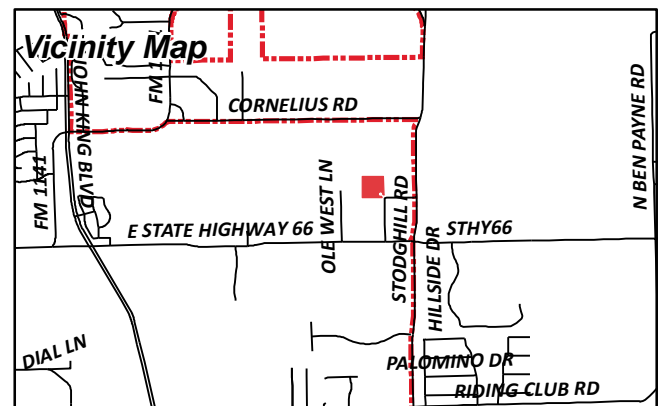 Vicinity Map
JOHN KING BLVD
FM 1141
CORNELIUS RD
N BEN PAYNE RD
FM 1141
OLE WEST LN
STODGHILL RD
E STATE HIGHWAY 66
STHY66
HILLSIDE DR
DIAL LN
PALOMINO DR
RIDING CLUB RD